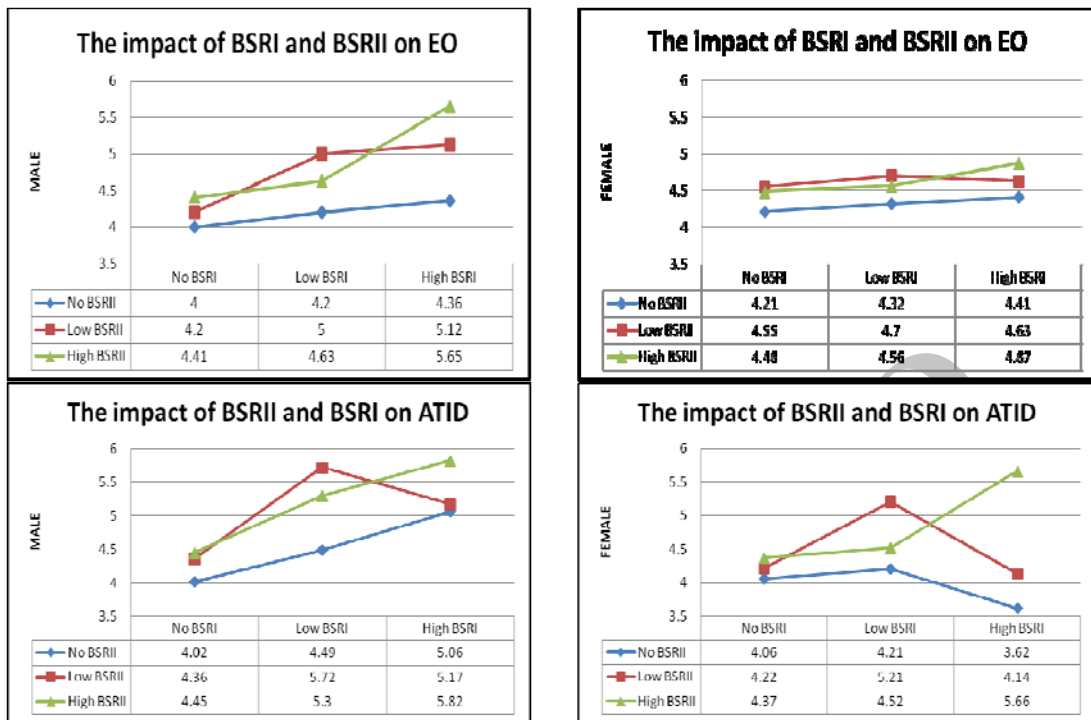 The impact of BSRI and BSRII on EO
6
5.5
5
4.5
4
3.5
MALE
No BSRI Low BSRI High BSRI
No BSRII 4 4.2 4.36
Low BSRII 4.2 5 5.12
High BSRII 4.41 4.63 5.65
The impact of BSRI and BSRII on EO
6
5.5
5
4.5
4
3.5
FEMALE
No BSRI Low BSRI High BSRI
No BSRII 4.21 4.32 4.41
Low BSRII 4.55 4.7 4.63
High BSRII 4.48 4.56 4.87
The impact of BSRII and BSRI on ATID
6
5.5
5
4.5
4
3.5
MALE
No BSRI Low BSRI High BSRI
No BSRII 4.02 4.49 5.06
Low BSRII 4.36 5.72 5.17
High BSRII 4.45 5.3 5.82
The impact of BSRII and BSRI on ATID
6
5.5
5
4.5
4
3.5
FEMALE
No BSRI Low BSRI High BSRI
No BSRII 4.06 4.21 3.62
Low BSRII 4.22 5.21 4.14
High BSRII 4.37 4.52 5.66